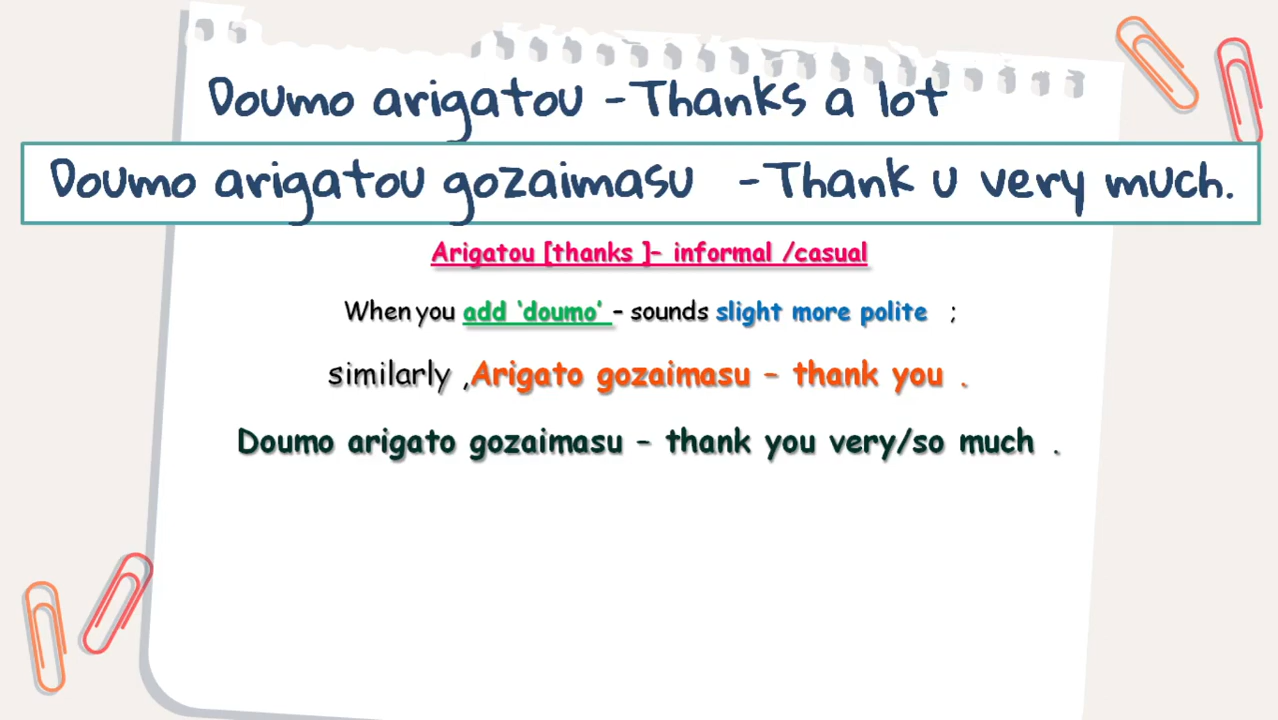 Doumo arigatou -Thanks a lot
Doumo arigatou gozaimasu -Thank u very much.
Arigatou [thanks ]– informal /casual
When you add ‘doumo’ – sounds slight more polite ;
similarly ,Arigato gozaimasu – thank you .
Doumo arigato gozaimasu – thank you very/so much .